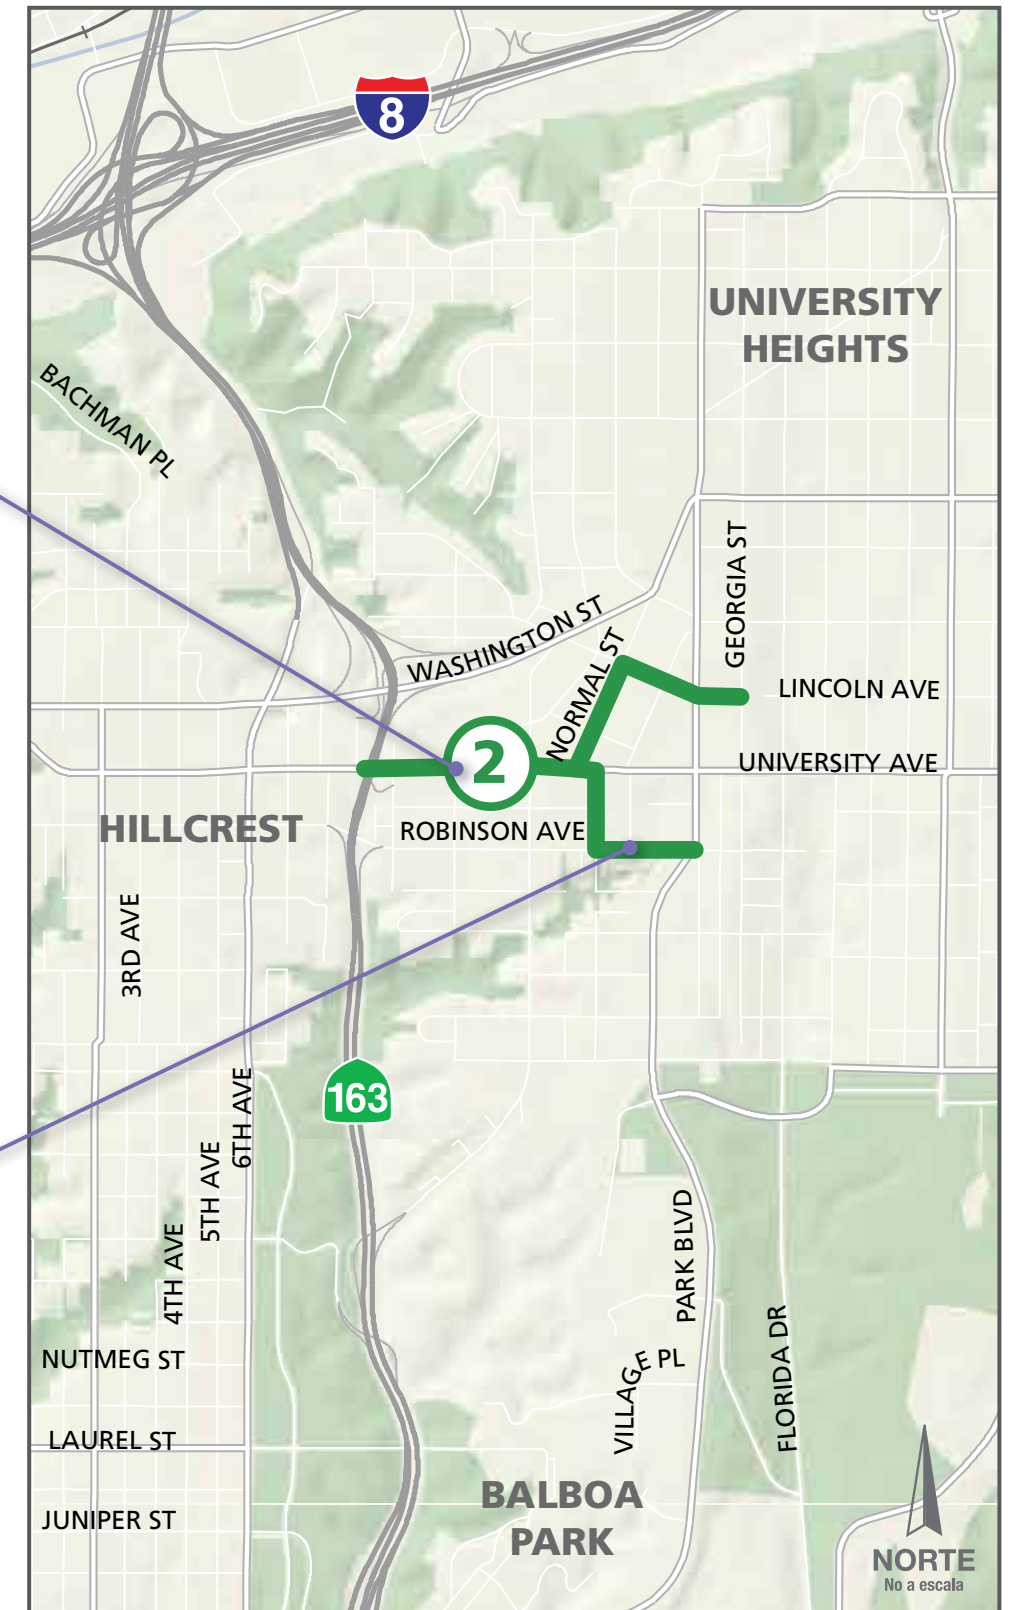 8
UNIVERSITY
HEIGHTS
BACHMAN PL
GEORGIA ST
WASHINGTON ST
NORMAL ST
LINCOLN AVE
2
UNIVERSITY AVE
HILLCREST
ROBINSON AVE
3RD AVE
163
6TH AVE
5TH AVE
4TH AVE
PARK BLVD
FLORIDA DR
NUTMEG ST
VILLAGE PL
LAUREL ST
BALBOA
PARK
JUNIPER ST
NORTE
No a escala